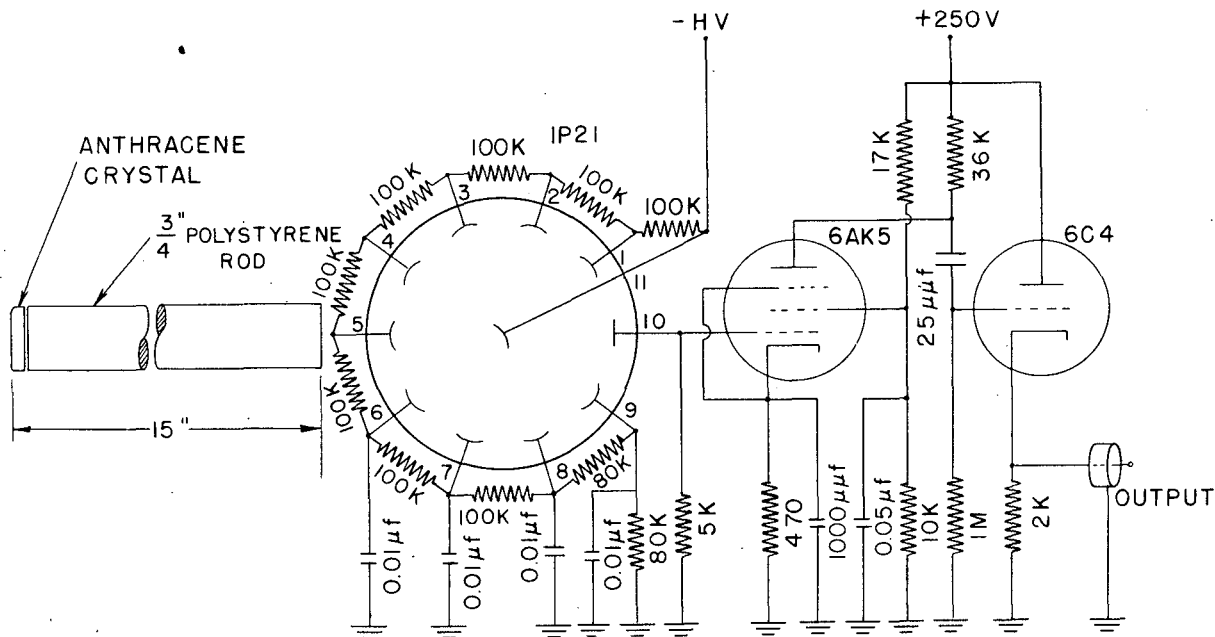 -HV
+250V
ANTHRACENE
CRYSTAL
3/4" POLYSTYRENE
ROD
15"
1P21
100K
100K
100K
100K
100K
100K
100K
100K
80K
80K
1
2
3
4
5
6
7
8
9
10
11
0.01μf
0.01μf
0.01μf
0.01μf
5K
6AK5
17K
36K
25μμf
6C4
470
1000μμf
0.05μf
10K
1M
2K
OUTPUT